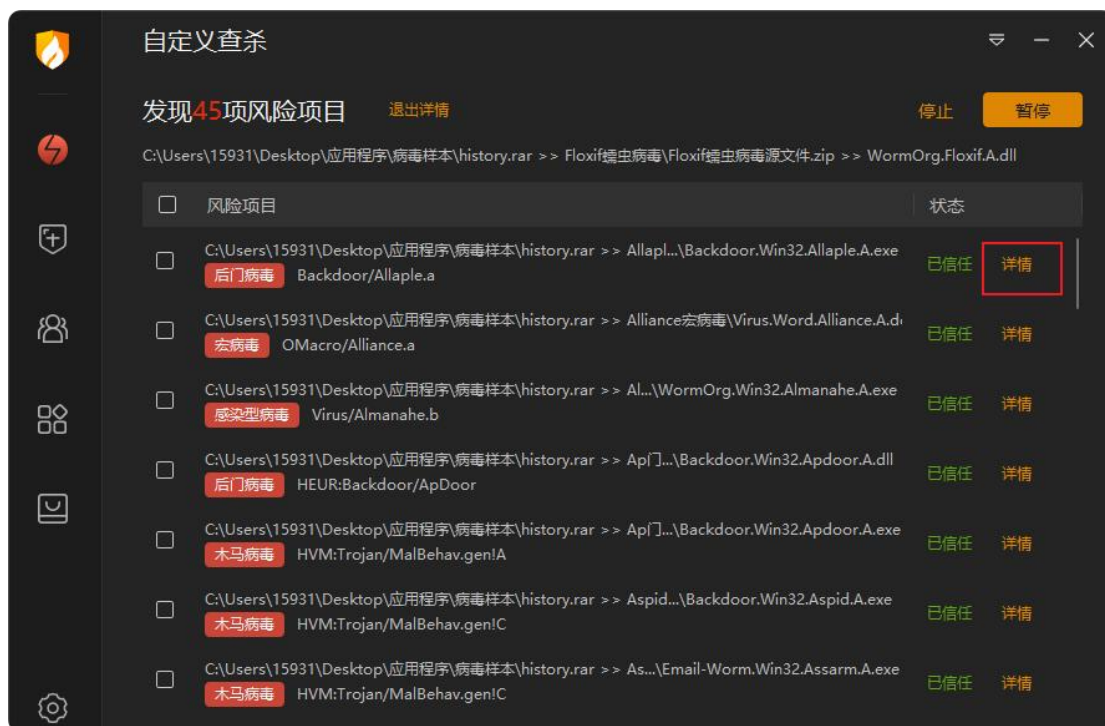 自定义查杀
发现45项风险项目 退出详情 停止 暂停
C:\Users\15931\Desktop\应用程序\病毒样本\history.rar >> Floxif蠕虫病毒\Floxif蠕虫病毒源文件.zip >> WormOrg.Floxif.A.dll
风险项目 状态
C:\Users\15931\Desktop\应用程序\病毒样本\history.rar >> Allapl...\Backdoor.Win32.Allaple.A.exe
后门病毒 Backdoor/Allaple.a
已信任 详情
C:\Users\15931\Desktop\应用程序\病毒样本\history.rar >> Alliance宏病毒\Virus.Word.Alliance.A.d
宏病毒 OMacro/Alliance.a
已信任 详情
C:\Users\15931\Desktop\应用程序\病毒样本\history.rar >> Al...\WormOrg.Win32.Almanahe.A.exe
感染型病毒 Virus/Almanahe.b
已信任 详情
C:\Users\15931\Desktop\应用程序\病毒样本\history.rar >> Ap门...\Backdoor.Win32.Apdoor.A.dll
后门病毒 HEUR:Backdoor/ApDoor
已信任 详情
C:\Users\15931\Desktop\应用程序\病毒样本\history.rar >> Ap门...\Backdoor.Win32.Apdoor.A.exe
木马病毒 HVM:Trojan/MalBehav.gen!A
已信任 详情
C:\Users\15931\Desktop\应用程序\病毒样本\history.rar >> Aspid...\Backdoor.Win32.Aspid.A.exe
木马病毒 HVM:Trojan/MalBehav.gen!C
已信任 详情
C:\Users\15931\Desktop\应用程序\病毒样本\history.rar >> As...\Email-Worm.Win32.Assarm.A.exe
木马病毒 HVM:Trojan/MalBehav.gen!C
已信任 详情